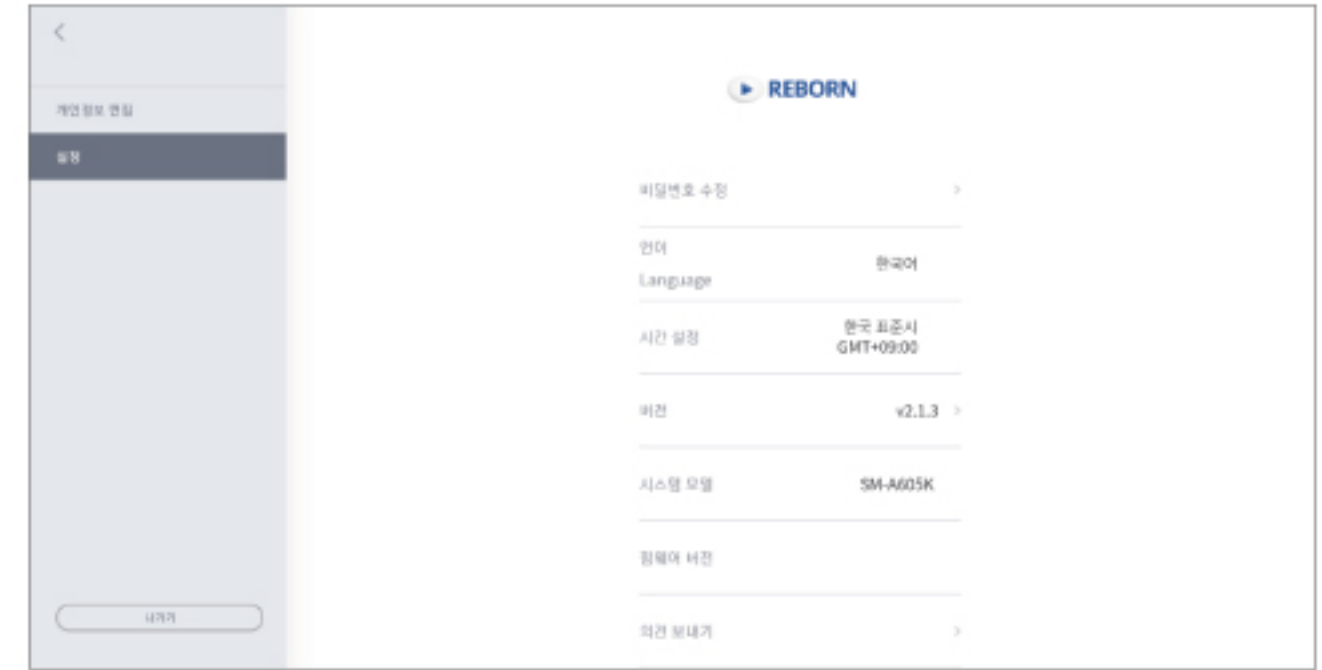 개인정보 편집
설정
나가기
REBORN
비밀번호 수정
언어
Language
한국어
시간 설정
한국 표준시
GMT+09:00
버전
v2.1.3
시스템 모델
SM-A605K
펌웨어 버전
의견 보내기